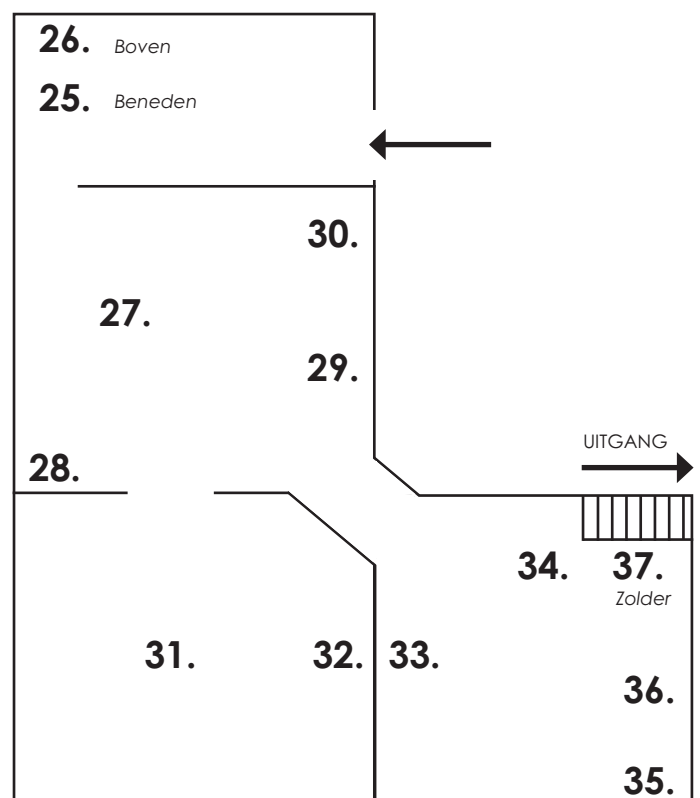 26. Boven
25. Beneden
30.
27.
29.
UITGANG
28.
34. 37.
Zolder
31. 32. 33.
36.
35.